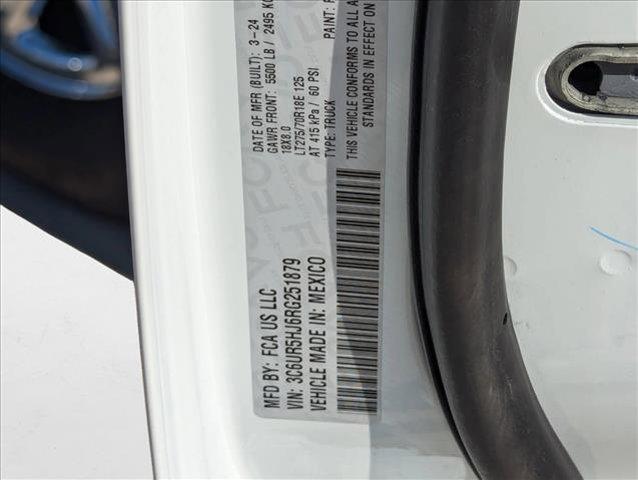 MFD BY: FCA US LLC
DATE OF MFR (BUILT): 3-24
VIN: 3C6UR5HJ6RG251879
GAWR FRONT: 5500 LB / 2495 KG
VEHICLE MADE IN: MEXICO
18X8.0
LT275/70R18E 125
AT 415 kPa / 60 PSI
TYPE: TRUCK
PAINT:
THIS VEHICLE CONFORMS TO ALL
STANDARDS IN EFFECT ON